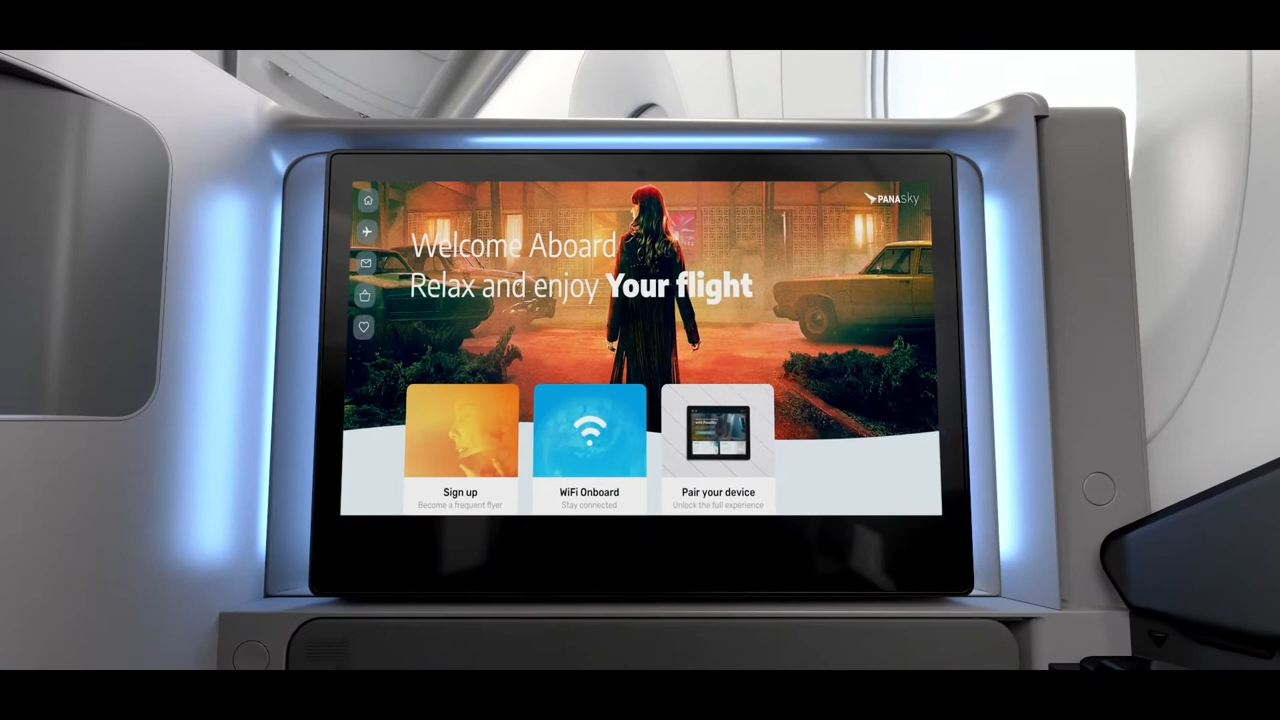 PANAsky
Welcome Aboard
Relax and enjoy Your flight
Sign up
Become a frequent flyer
WiFi Onboard
Stay connected
Pair your device
Unlock the full experience